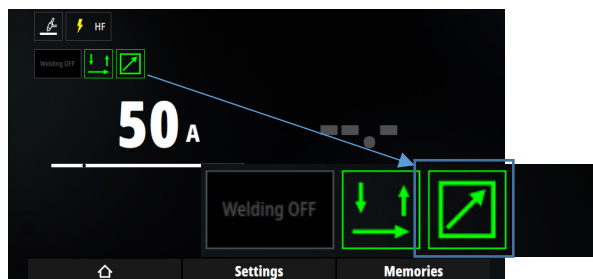 HF
Welding OFF
50 A
--.-
Welding OFF
Settings
Memories